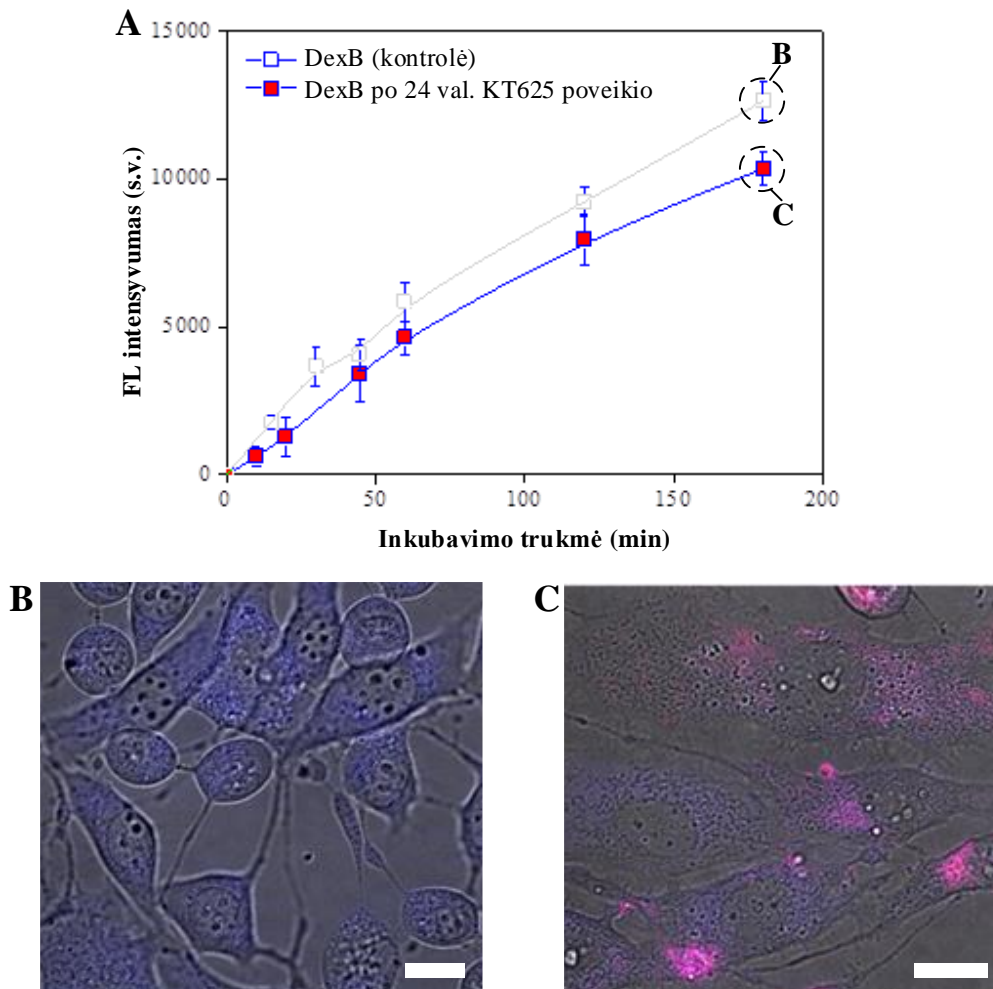 A
15000
DexB (kontrolė)
DexB po 24 val. KT625 poveikio
B
10000
C
5000
0
FL intensyvumas (s.v.)
0 50 100 150 200
Inkubavimo trukmė (min)
B
C